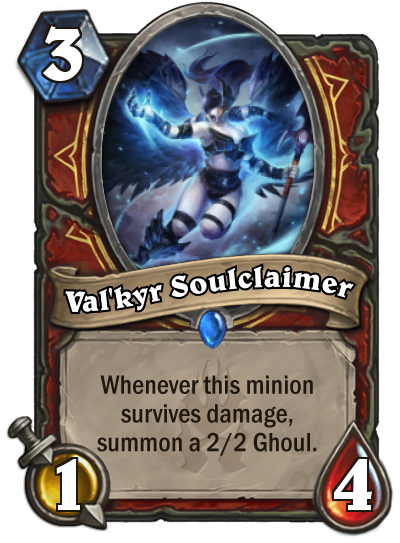 3
Val'kyr Soulclaimer
Whenever this minion
survives damage,
summon a 2/2 Ghoul.
1
4